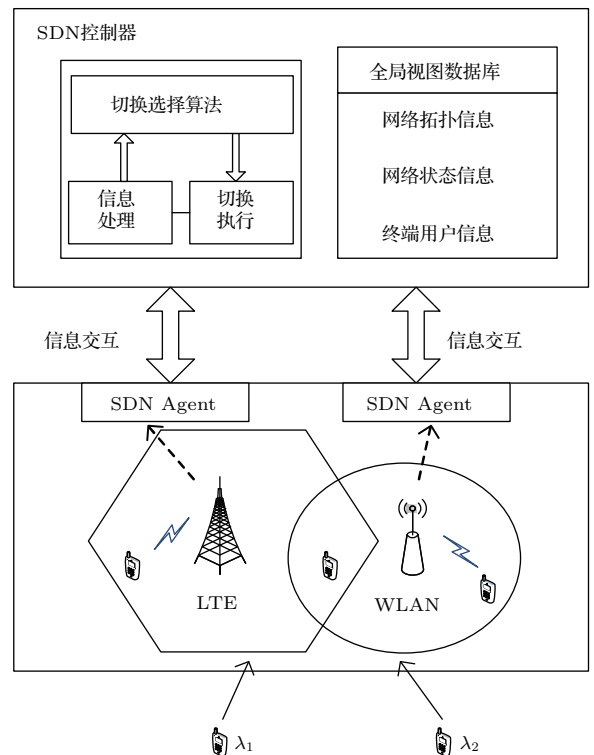 SDN控制器
切换选择算法
信息
处理
切换
执行
全局视图数据库
网络拓扑信息
网络状态信息
终端用户信息
信息交互
信息交互
SDN Agent
SDN Agent
LTE
WLAN
λ1
λ2